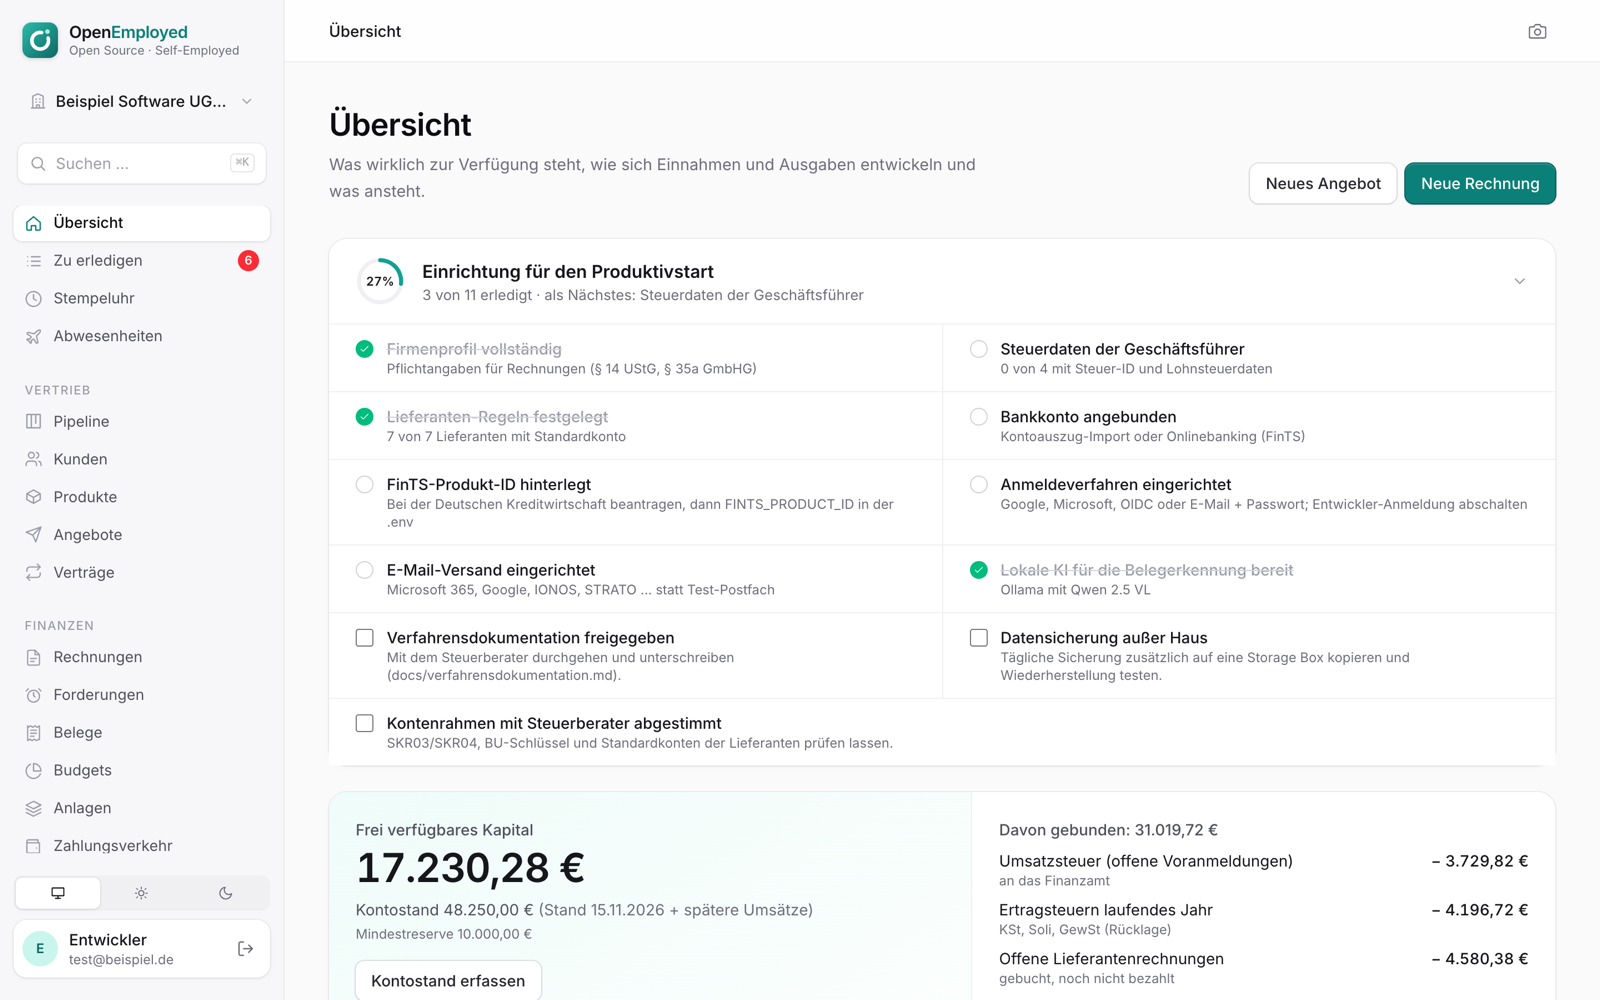 OpenEmployed
Open Source · Self-Employed
Beispiel Software UG...
Suchen ...
⌘K
Übersicht
Zu erledigen
6
Stempeluhr
Abwesenheiten
VERTRIEB
Pipeline
Kunden
Produkte
Angebote
Verträge
FINANZEN
Rechnungen
Forderungen
Belege
Budgets
Anlagen
Zahlungsverkehr
E
Entwickler
test@beispiel.de
Übersicht
Übersicht
Was wirklich zur Verfügung steht, wie sich Einnahmen und Ausgaben entwickeln und
was ansteht.
Neues Angebot
Neue Rechnung
27%
Einrichtung für den Produktivstart
3 von 11 erledigt · als Nächstes: Steuerdaten der Geschäftsführer
Firmenprofil vollständig
Pflichtangaben für Rechnungen (§ 14 UStG, § 35a GmbHG)
Steuerdaten der Geschäftsführer
0 von 4 mit Steuer-ID und Lohnsteuerdaten
Lieferanten-Regeln festgelegt
7 von 7 Lieferanten mit Standardkonto
Bankkonto angebunden
Kontoauszug-Import oder Onlinebanking (FinTS)
FinTS-Produkt-ID hinterlegt
Bei der Deutschen Kreditwirtschaft beantragen, dann FINTS_PRODUCT_ID in der
.env
Anmeldeverfahren eingerichtet
Google, Microsoft, OIDC oder E-Mail + Passwort; Entwickler-Anmeldung abschalten
E-Mail-Versand eingerichtet
Microsoft 365, Google, IONOS, STRATO ... statt Test-Postfach
Lokale KI für die Belegerkennung bereit
Ollama mit Qwen 2.5 VL
Verfahrensdokumentation freigegeben
Mit dem Steuerberater durchgehen und unterschreiben
(docs/verfahrensdokumentation.md).
Datensicherung außer Haus
Tägliche Sicherung zusätzlich auf eine Storage Box kopieren und
Wiederherstellung testen.
Kontenrahmen mit Steuerberater abgestimmt
SKR03/SKR04, BU-Schlüssel und Standardkonten der Lieferanten prüfen lassen.
Frei verfügbares Kapital
17.230,28 €
Kontostand 48.250,00 € (Stand 15.11.2026 + spätere Umsätze)
Mindestreserve 10.000,00 €
Kontostand erfassen
Davon gebunden: 31.019,72 €
Umsatzsteuer (offene Voranmeldungen)
− 3.729,82 €
an das Finanzamt
Ertragsteuern laufendes Jahr
− 4.196,72 €
KSt, Soli, GewSt (Rücklage)
Offene Lieferantenrechnungen
− 4.580,38 €
gebucht, noch nicht bezahlt